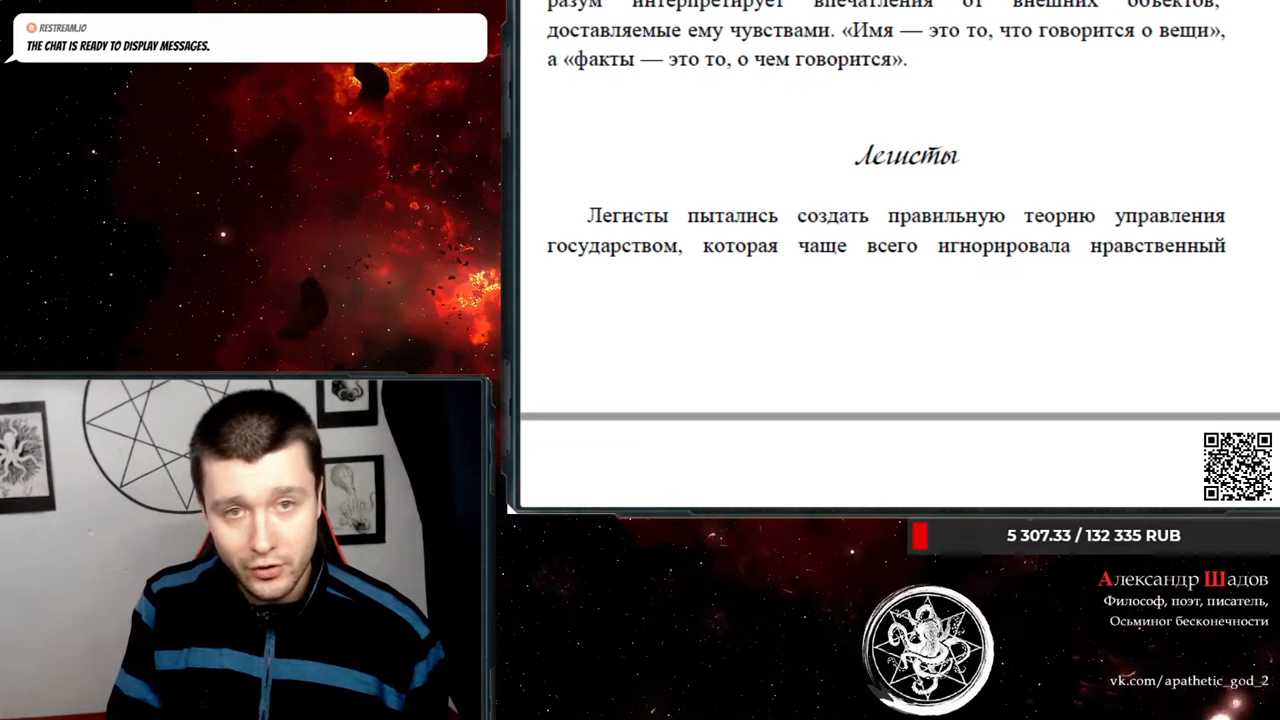 RESTREAM.IO
THE CHAT IS READY TO DISPLAY MESSAGES.
разум интерпретирует впечатления от внешних объектов,
доставляемые ему чувствами. «Имя — это то, что говорится о вещи»,
а «факты — это то, о чем говорится».
Легисты
Легисты пытались создать правильную теорию управления
государством, которая чаще всего игнорировала нравственный
5 307.33 / 132 335 RUB
Александр Шадов
Философ, поэт, писатель,
Осьминог бесконечности
vk.com/apathetic_god_2